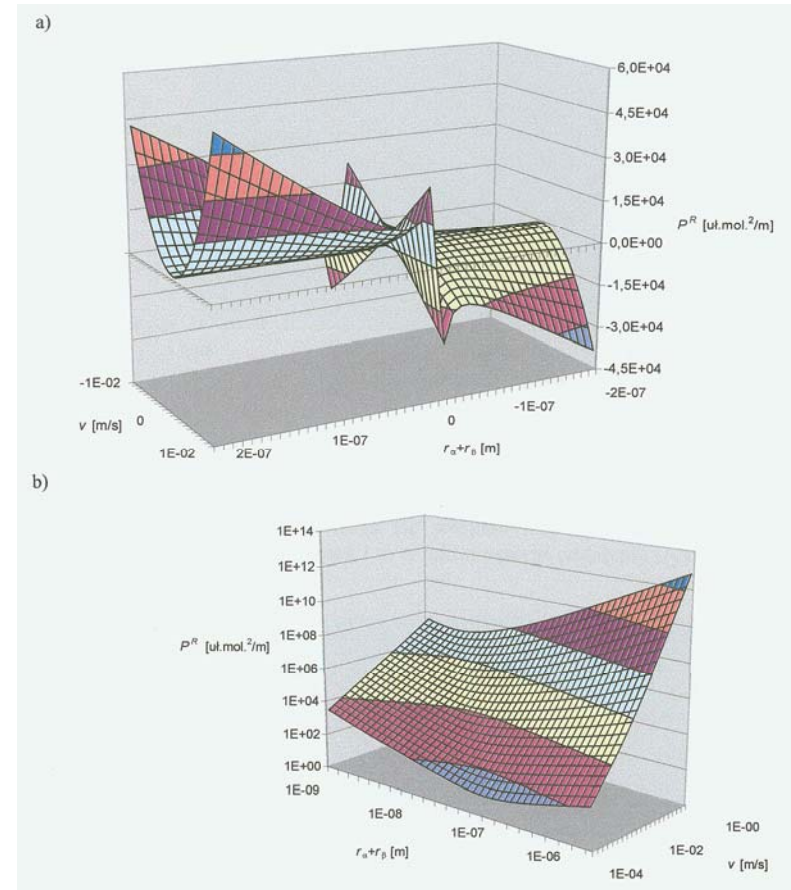 a)
6,0E+04
4,5E+04
3,0E+04
1,5E+04
P^R [uł.mol.²/m]
0,0E+00
-1,5E+04
-3,0E+04
-4,5E+04
-1E-02
v [m/s] 0
1E-02
2E-07
1E-07
0
-1E-07
-2E-07
r_α+r_β [m]
b)
1E+14
1E+12
1E+10
1E+08
P^R [uł.mol.²/m]
1E+06
1E+04
1E+02
1E+00
1E-09
1E-08
1E-07
1E-06
r_α+r_β [m]
1E-00
1E-02
1E-04
v [m/s]